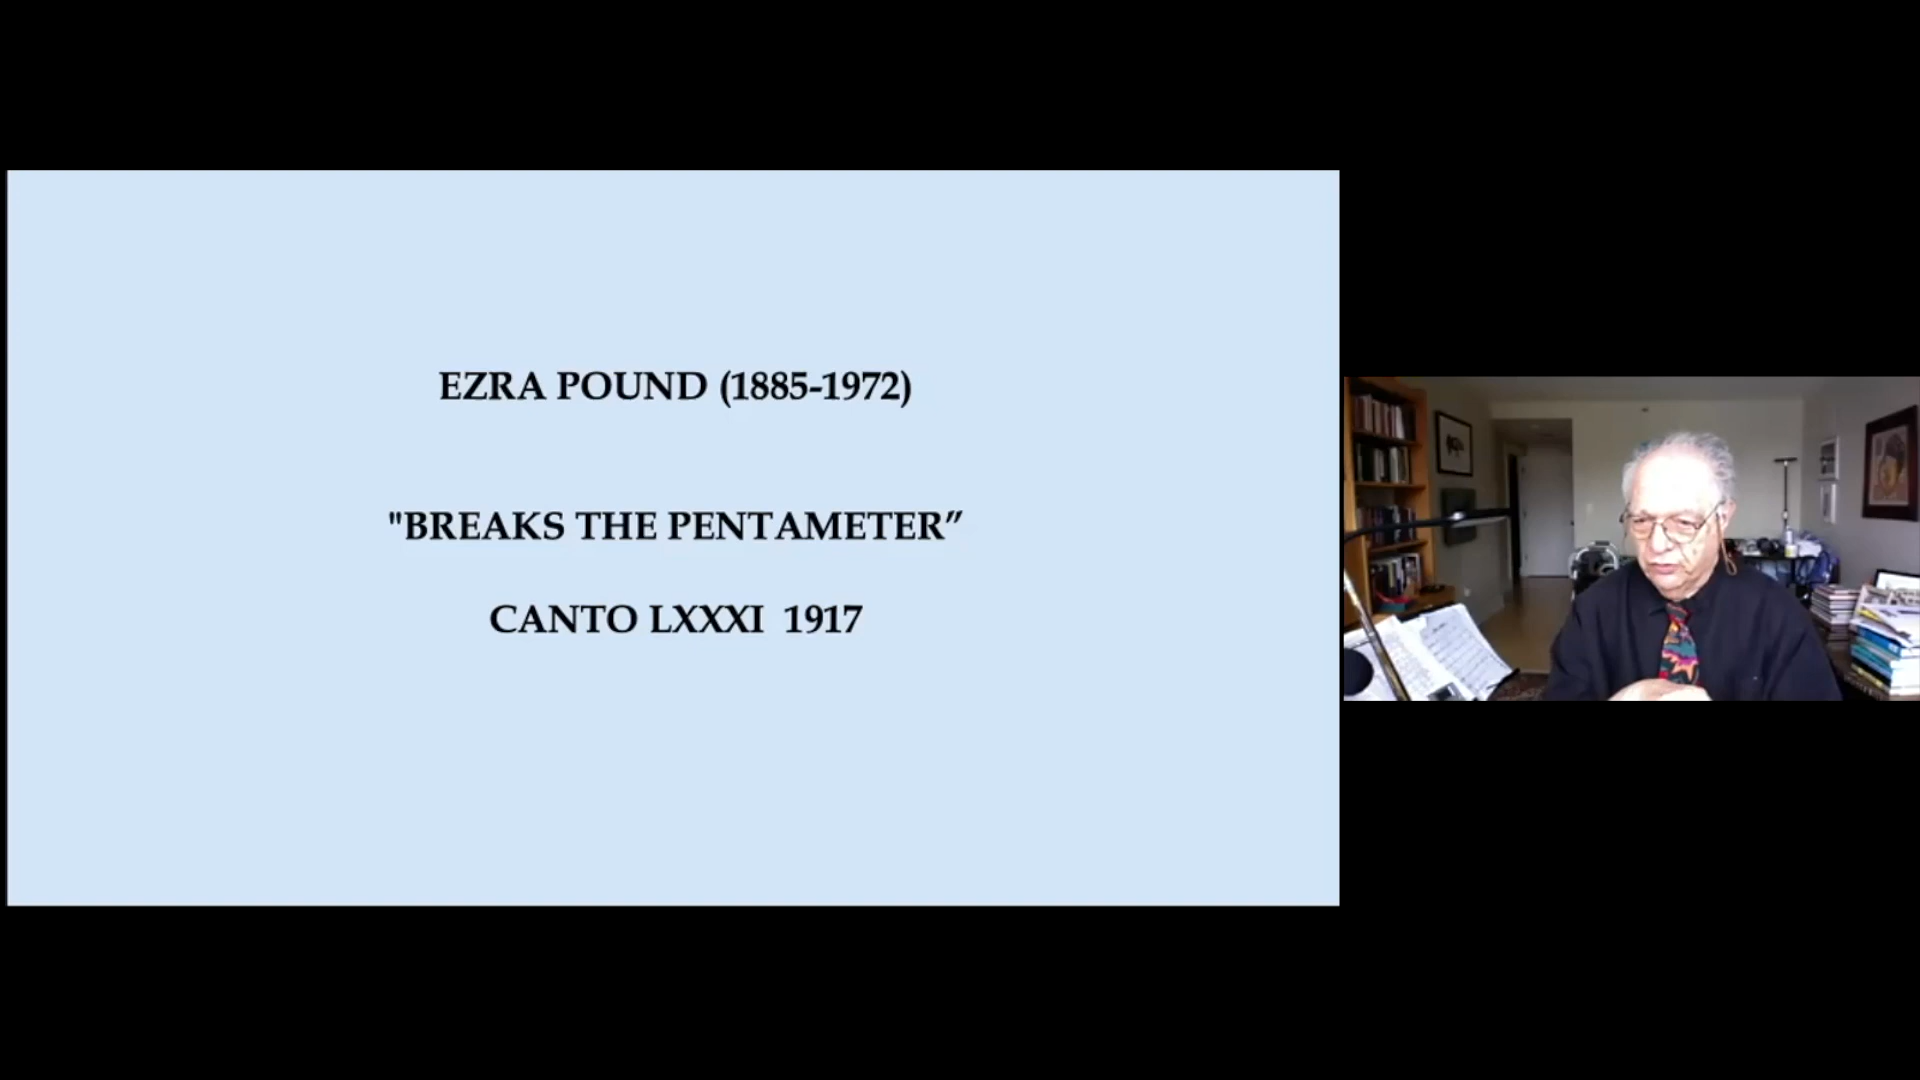 EZRA POUND (1885-1972)
"BREAKS THE PENTAMETER”
CANTO LXXXI 1917